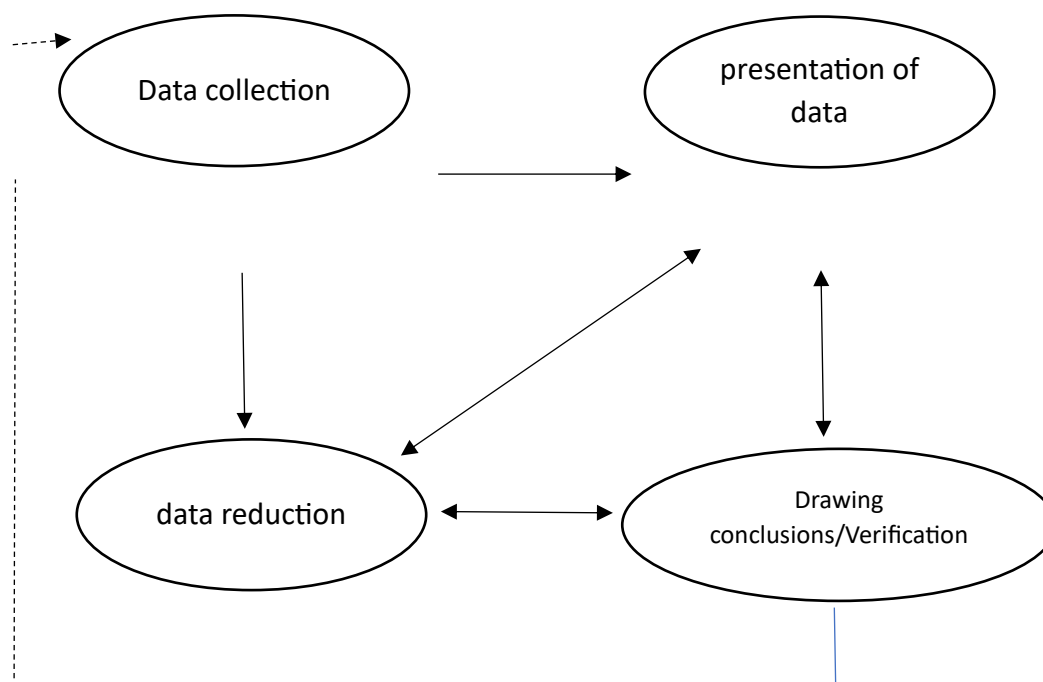 Data collection
presentation of
data
data reduction
Drawing
conclusions/Verification